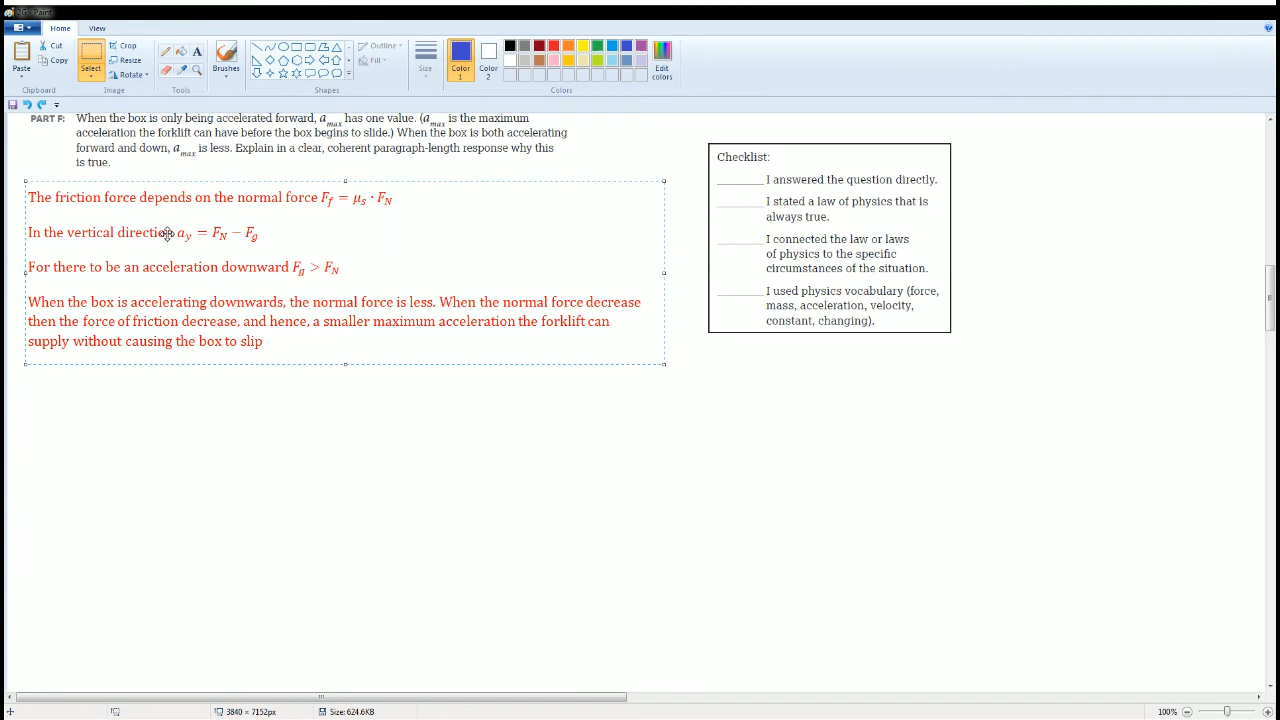 2G - Paint
Home
View
Paste
Cut
Copy
Clipboard
Select
Crop
Resize
Rotate
Image
A
Tools
Brushes
Shapes
Outline
Fill
Size
Color
1
Color
2
Edit
colors
Colors
PART F: When the box is only being accelerated forward, a_max has one value. (a_max is the maximum
acceleration the forklift can have before the box begins to slide.) When the box is both accelerating
forward and down, a_max is less. Explain in a clear, coherent paragraph-length response why this
is true.
The friction force depends on the normal force F_f = μ_s · F_N
In the vertical direction a_y = F_N − F_g
For there to be an acceleration downward F_g > F_N
When the box is accelerating downwards, the normal force is less. When the normal force decrease
then the force of friction decrease, and hence, a smaller maximum acceleration the forklift can
supply without causing the box to slip
Checklist:
_______ I answered the question directly.
_______ I stated a law of physics that is
always true.
_______ I connected the law or laws
of physics to the specific
circumstances of the situation.
_______ I used physics vocabulary (force,
mass, acceleration, velocity,
constant, changing).
3840 × 7152px
Size: 624.6KB
100%